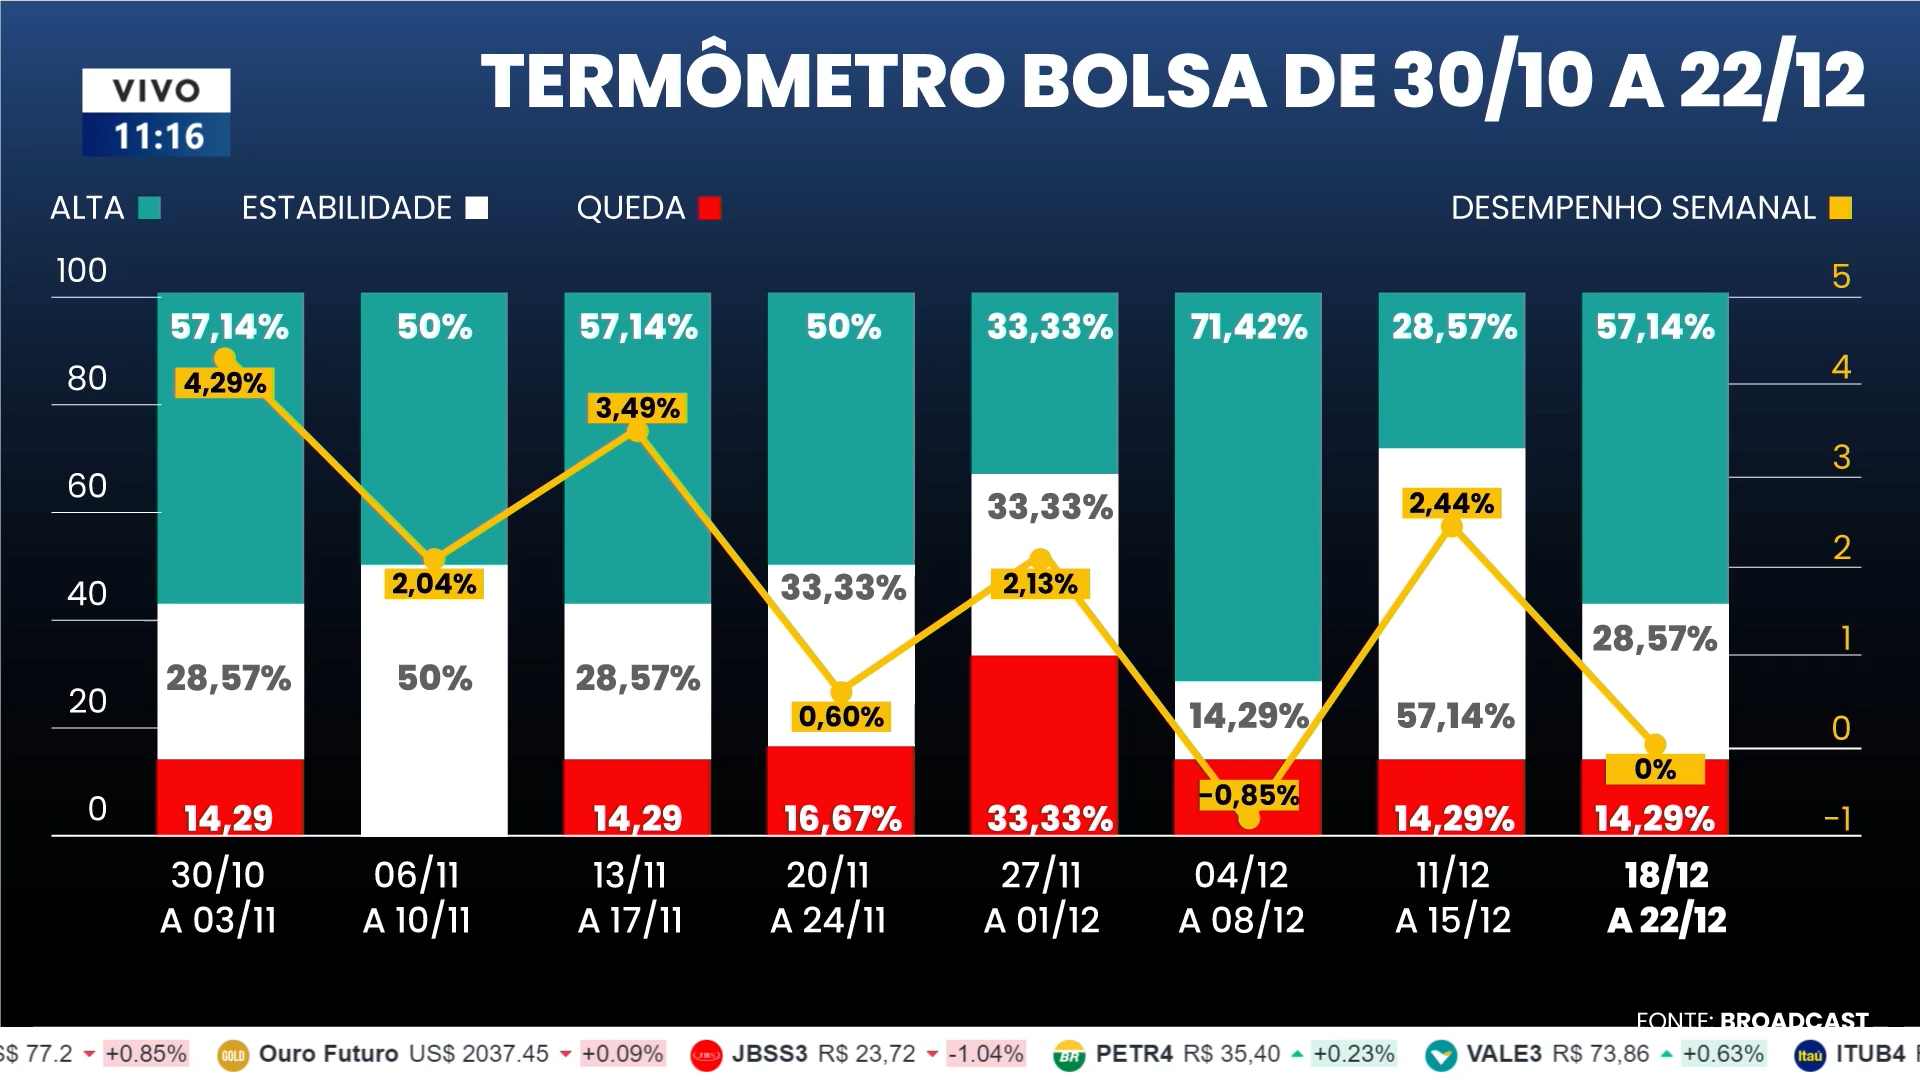 TERMÔMETRO BOLSA DE 30/10 A 22/12
VIVO
11:16
ALTA ESTABILIDADE QUEDA DESEMPENHO SEMANAL
100
80
60
40
20
0
5
4
3
2
1
0
-1
57,14% 50% 57,14% 50% 33,33% 71,42% 28,57% 57,14%
4,29% 2,04% 3,49% 0,60% 2,13% -0,85% 2,44% 0%
28,57% 50% 28,57% 33,33% 33,33% 14,29% 57,14% 28,57%
14,29 14,29 16,67% 33,33% 14,29% 14,29%
30/10 06/11 13/11 20/11 27/11 04/12 11/12 18/12
A 03/11 A 10/11 A 17/11 A 24/11 A 01/12 A 08/12 A 15/12 A 22/12
FONTE: BROADCAST
$ 77.2 +0.85% GOLD Ouro Futuro US$ 2037.45 +0.09% JBS JBSS3 R$ 23,72 -1.04% BR PETR4 R$ 35,40 +0.23% VALE3 R$ 73,86 +0.63% Itaú ITUB4